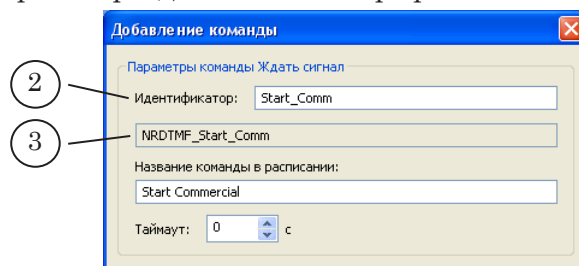 Добавление команды
Параметры команды Ждать сигнал
2
Идентификатор: Start_Comm
3
NRDTMF_Start_Comm
Название команды в расписании:
Start Commercial
Таймаут: 0 с